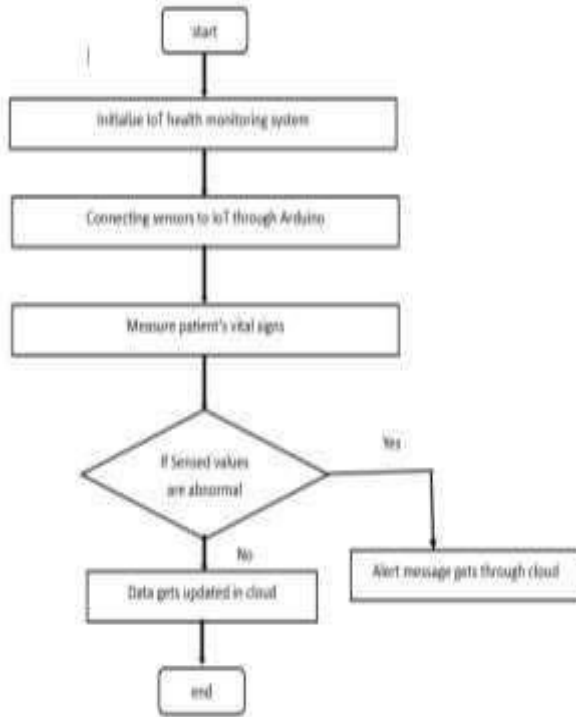 start
Initialize IoT health monitoring system
Connecting sensors to IoT through Arduino
Measure patient's vital signs
If Sensed values
are abnormal
Yes
No
Data gets updated in cloud
Alert message gets through cloud
end